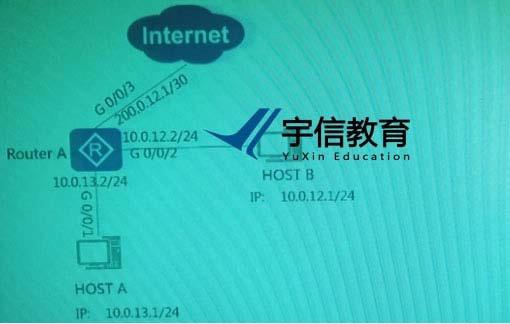 Internet
G 0/0/3
200.0.12.1/30
宇信教育
YuXin Education
10.0.12.2/24
Router A
R
G 0/0/2
10.0.13.2/24
HOST B
IP: 10.0.12.1/24
G 0/0/1
HOST A
IP: 10.0.13.1/24